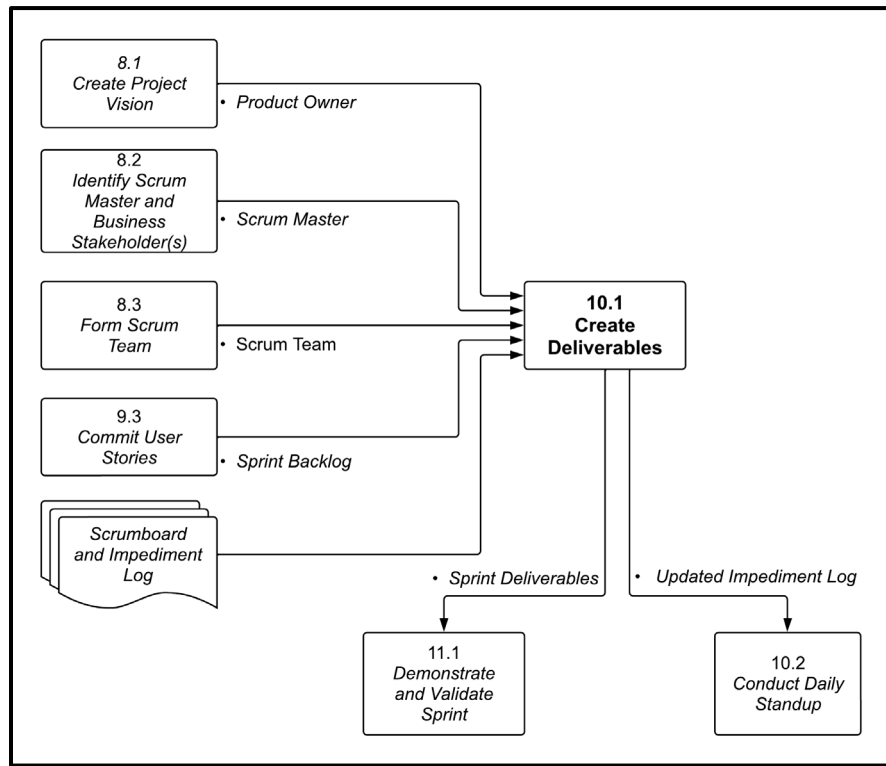 8.1
Create Project
Vision
• Product Owner
8.2
Identify Scrum
Master and
Business
Stakeholder(s)
• Scrum Master
8.3
Form Scrum
Team
• Scrum Team
10.1
Create
Deliverables
9.3
Commit User
Stories
• Sprint Backlog
Scrumboard
and Impediment
Log
• Sprint Deliverables
• Updated Impediment Log
11.1
Demonstrate
and Validate
Sprint
10.2
Conduct Daily
Standup